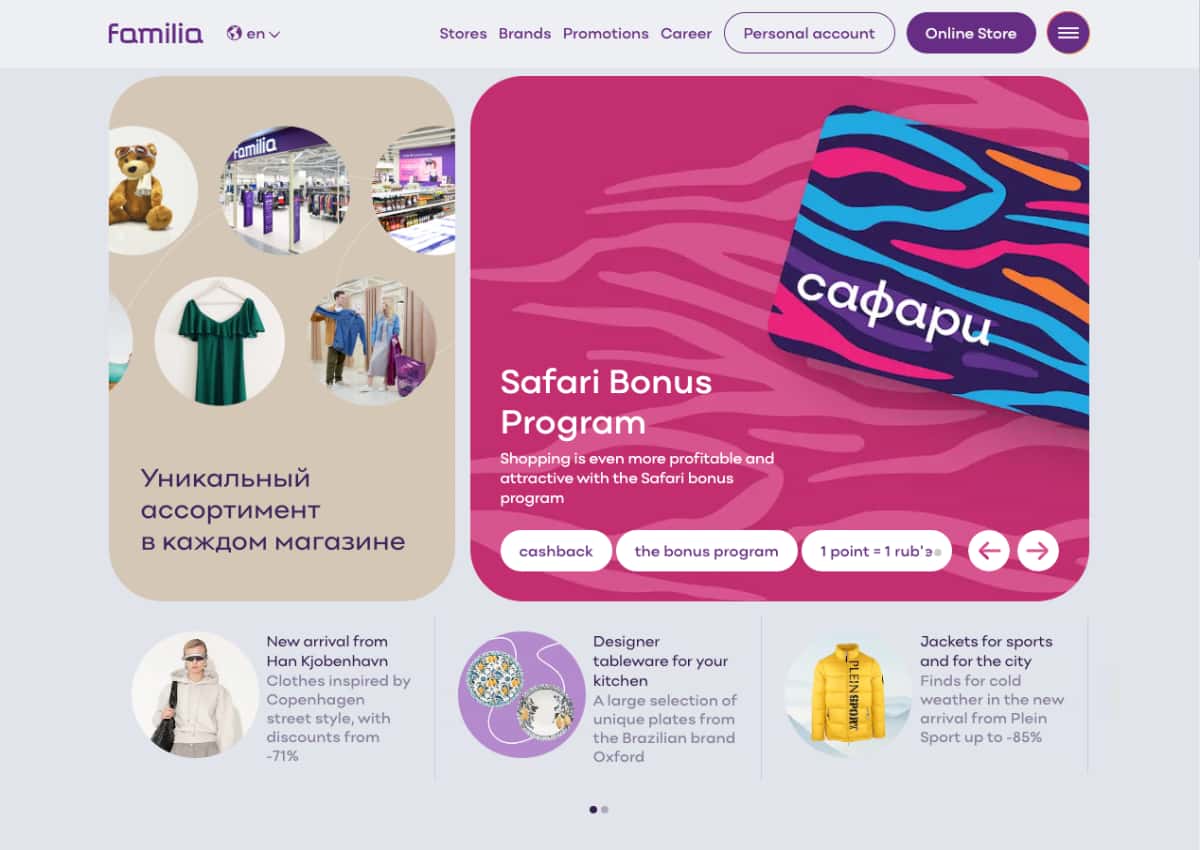 familia
en
Stores Brands Promotions Career Personal account Online Store
familia
Уникальный
ассортимент
в каждом магазине
сафари
Safari Bonus
Program
Shopping is even more profitable and
attractive with the Safari bonus
program
cashback the bonus program 1 point = 1 rub'э
New arrival from
Han Kjobenhavn
Clothes inspired by
Copenhagen
street style, with
discounts from
-71%
Designer
tableware for your
kitchen
A large selection of
unique plates from
the Brazilian brand
Oxford
PLEIN SPORT
Jackets for sports
and for the city
Finds for cold
weather in the new
arrival from Plein
Sport up to -85%